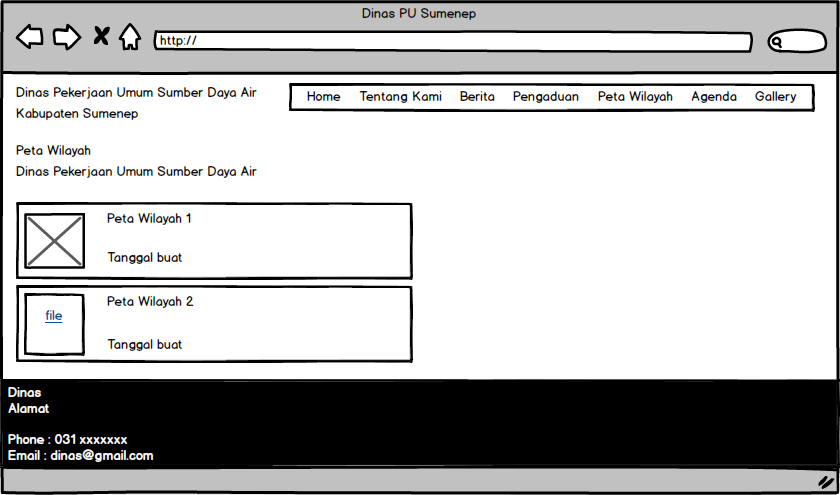 Dinas PU Sumenep
http://
Dinas Pekerjaan Umum Sumber Daya Air
Kabupaten Sumenep
Home Tentang Kami Berita Pengaduan Peta Wilayah Agenda Gallery
Peta Wilayah
Dinas Pekerjaan Umum Sumber Daya Air
Peta Wilayah 1
Tanggal buat
Peta Wilayah 2
file
Tanggal buat
Dinas
Alamat
Phone : 031 xxxxxxx
Email : dinas@gmail.com